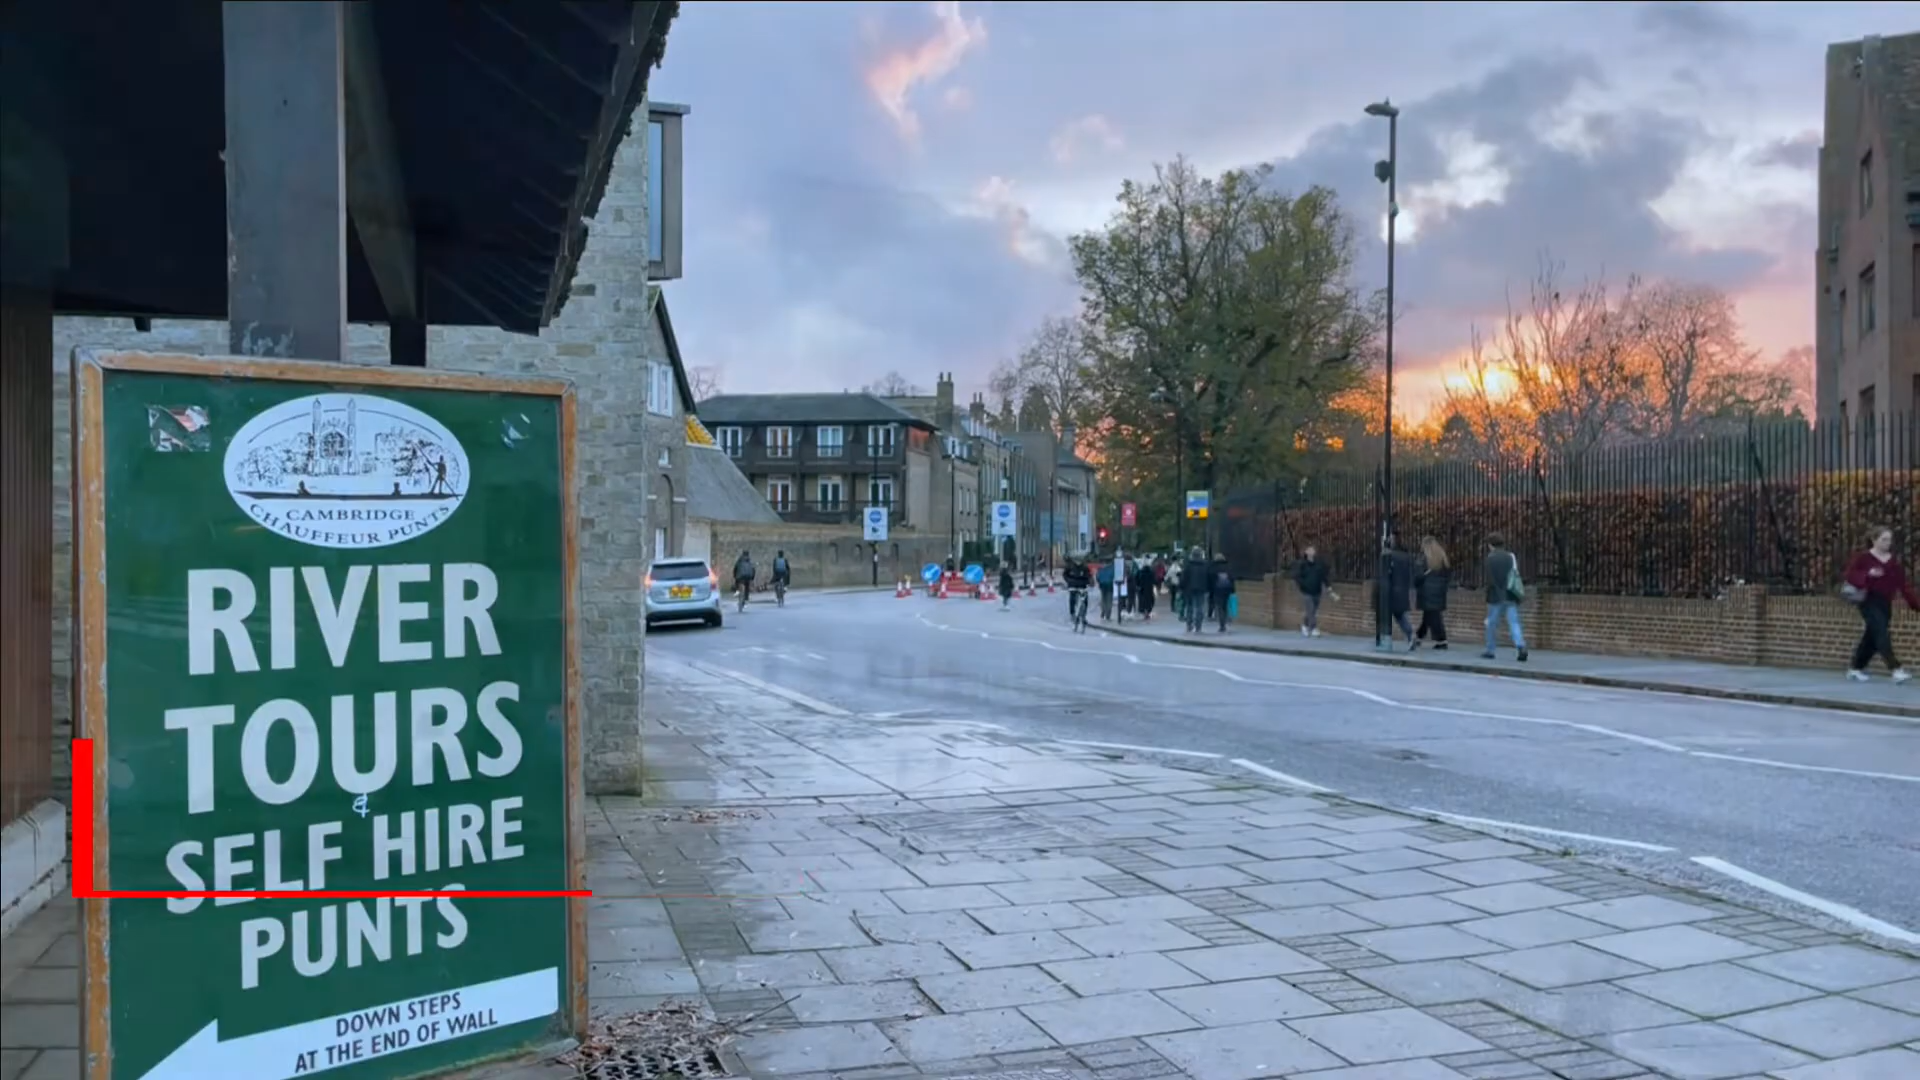 CAMBRIDGE
CHAUFFEUR PUNTS
RIVER
TOURS
&
SELF HIRE
PUNTS
DOWN STEPS
AT THE END OF WALL